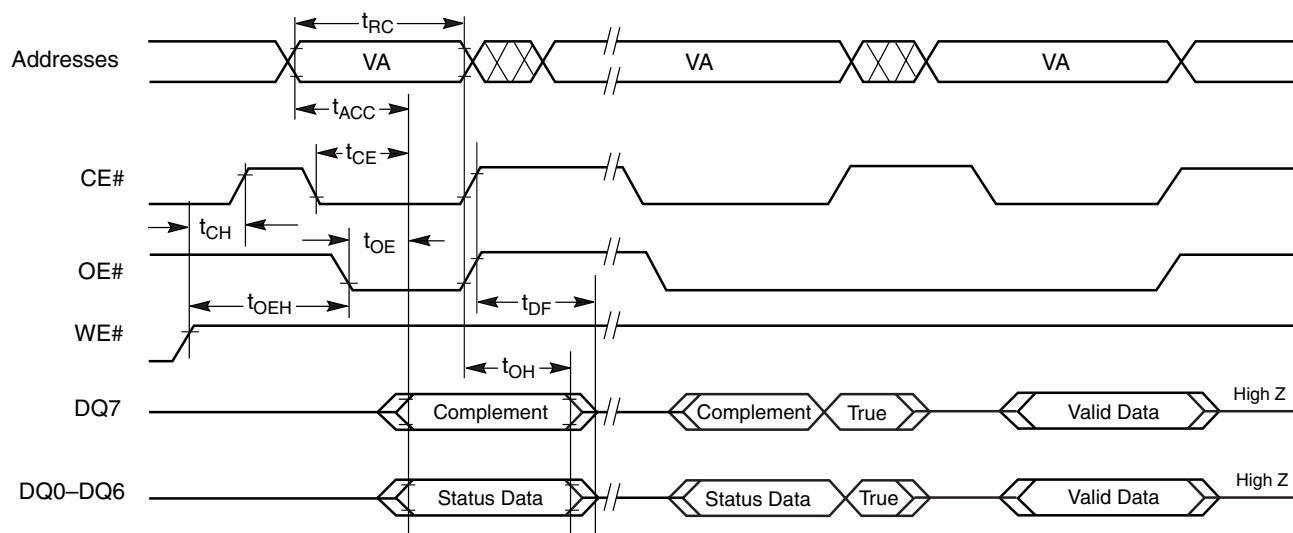 tRC
Addresses VA VA VA
tACC
tCE
CE#
tCH
tOE
OE#
tOEH tDF
WE#
tOH
DQ7 Complement Complement True Valid Data High Z
DQ0–DQ6 Status Data Status Data True Valid Data High Z